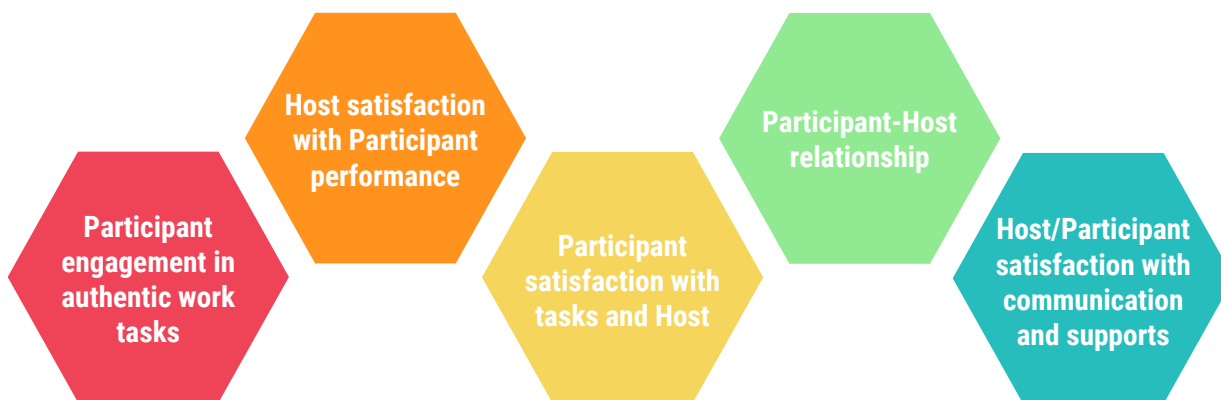 Participant
engagement in
authentic work
tasks
Host satisfaction
with Participant
performance
Participant
satisfaction with
tasks and Host
Participant-Host
relationship
Host/Participant
satisfaction with
communication
and supports